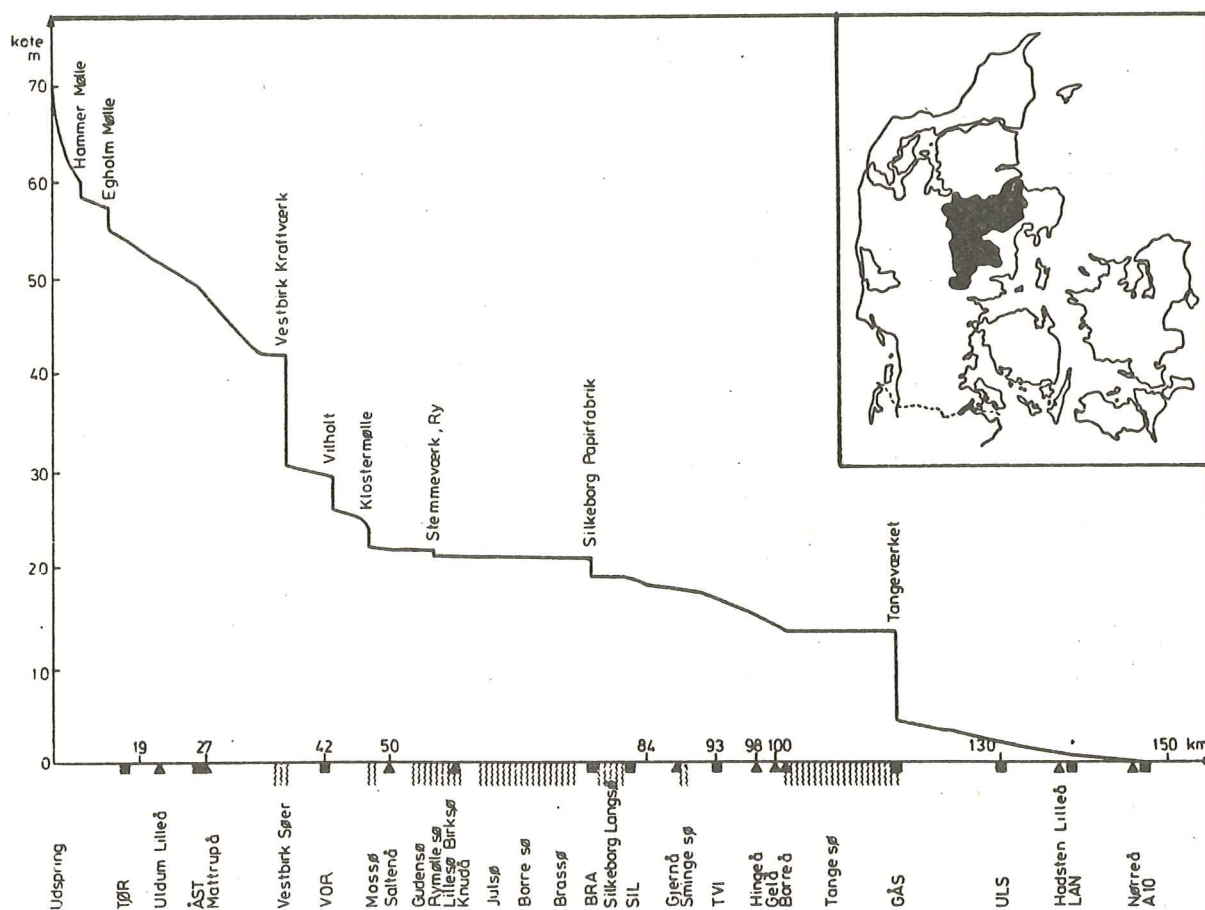 kote
m
70
60
50
40
30
20
10
0
Hammer Mølle
Egholm Mølle
Vestbirk Kraftværk
Vilholt
Klostermølle
Stemmeværk, Ry
Silkeborg Papirfabrik
Tangeværket
19
27
42
50
84
93
98
100
130
150 km
Udspring
TØR
Uldum Lilleå
ÅST
Mattrup å
Vestbirk Søer
VOR
Mossø
Saltenå
Gudensø
Rymølle sø
Lillesø Birksø
Knudå
Julsø
Borre sø
Brassø
BRA
Silkeborg Langsø
SIL
Gjernå
Sminge sø
TVI
Hingeå
Gelå
Borreå
Tange sø
GÅS
ULS
Hadsten Lilleå
LAN
Nørreå
A10